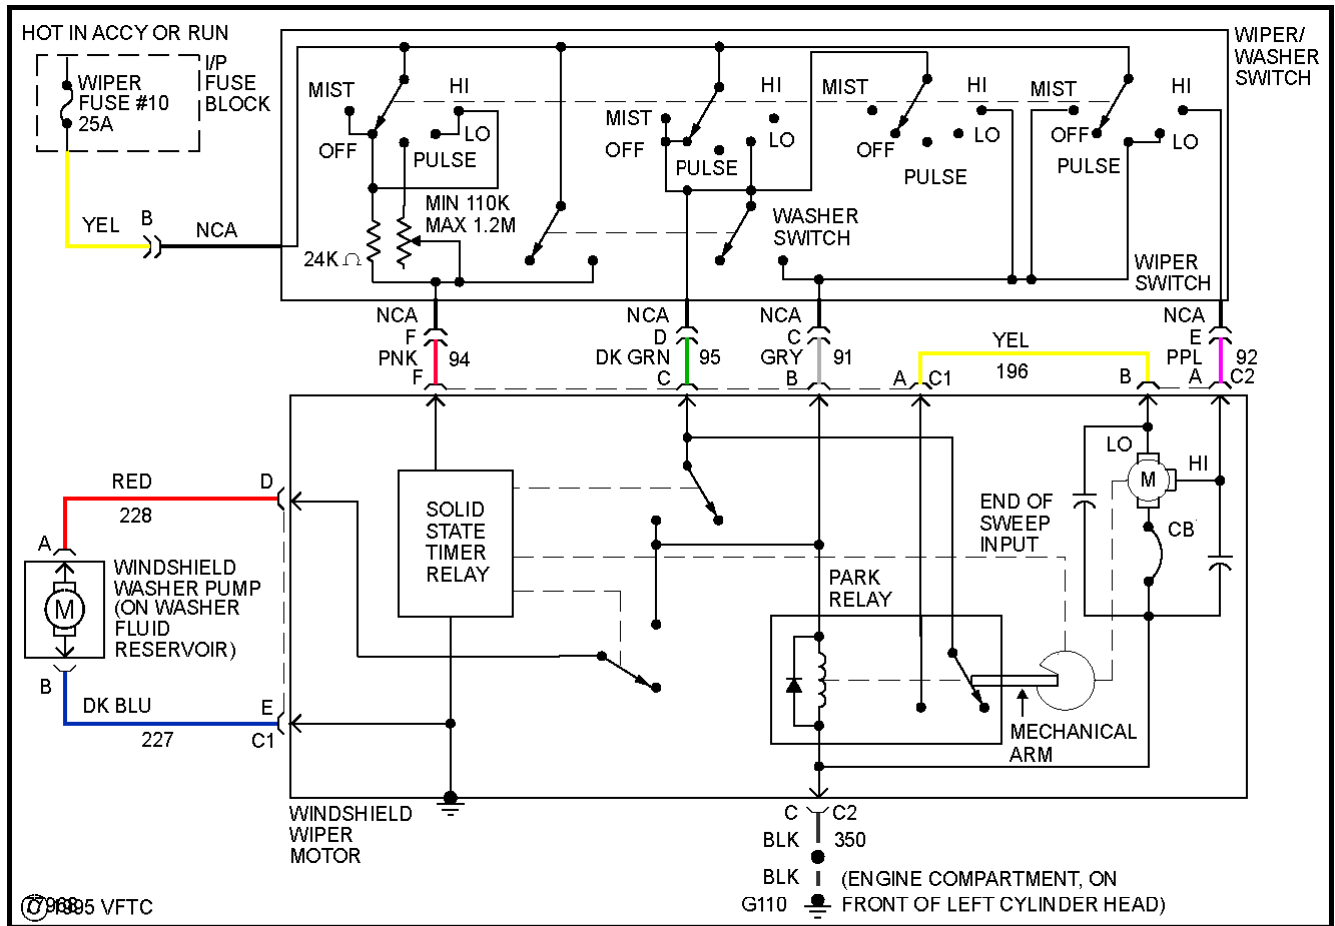 HOT IN ACCY OR RUN
I/P
FUSE
BLOCK
WIPER
FUSE #10
25A
YEL
B
NCA
WIPER/
WASHER
SWITCH
MIST
HI
LO
OFF
PULSE
MIN 110K
MAX 1.2M
24K Ω
MIST
HI
LO
OFF
PULSE
WASHER
SWITCH
MIST
HI
LO
OFF
PULSE
MIST
HI
LO
OFF
PULSE
WIPER
SWITCH
NCA
F
PNK
94
F
NCA
D
DK GRN
95
C
NCA
C
GRY
91
B
YEL
196
A
C1
B
NCA
E
PPL
92
A
C2
RED
228
D
A
WINDSHIELD
WASHER PUMP
(ON WASHER
FLUID
RESERVOIR)
M
B
DK BLU
227
E
C1
SOLID
STATE
TIMER
RELAY
END OF
SWEEP
INPUT
LO
M
HI
CB
PARK
RELAY
MECHANICAL
ARM
WINDSHIELD
WIPER
MOTOR
C
C2
BLK
350
BLK
(ENGINE COMPARTMENT, ON
G110
FRONT OF LEFT CYLINDER HEAD)
1995 VFTC